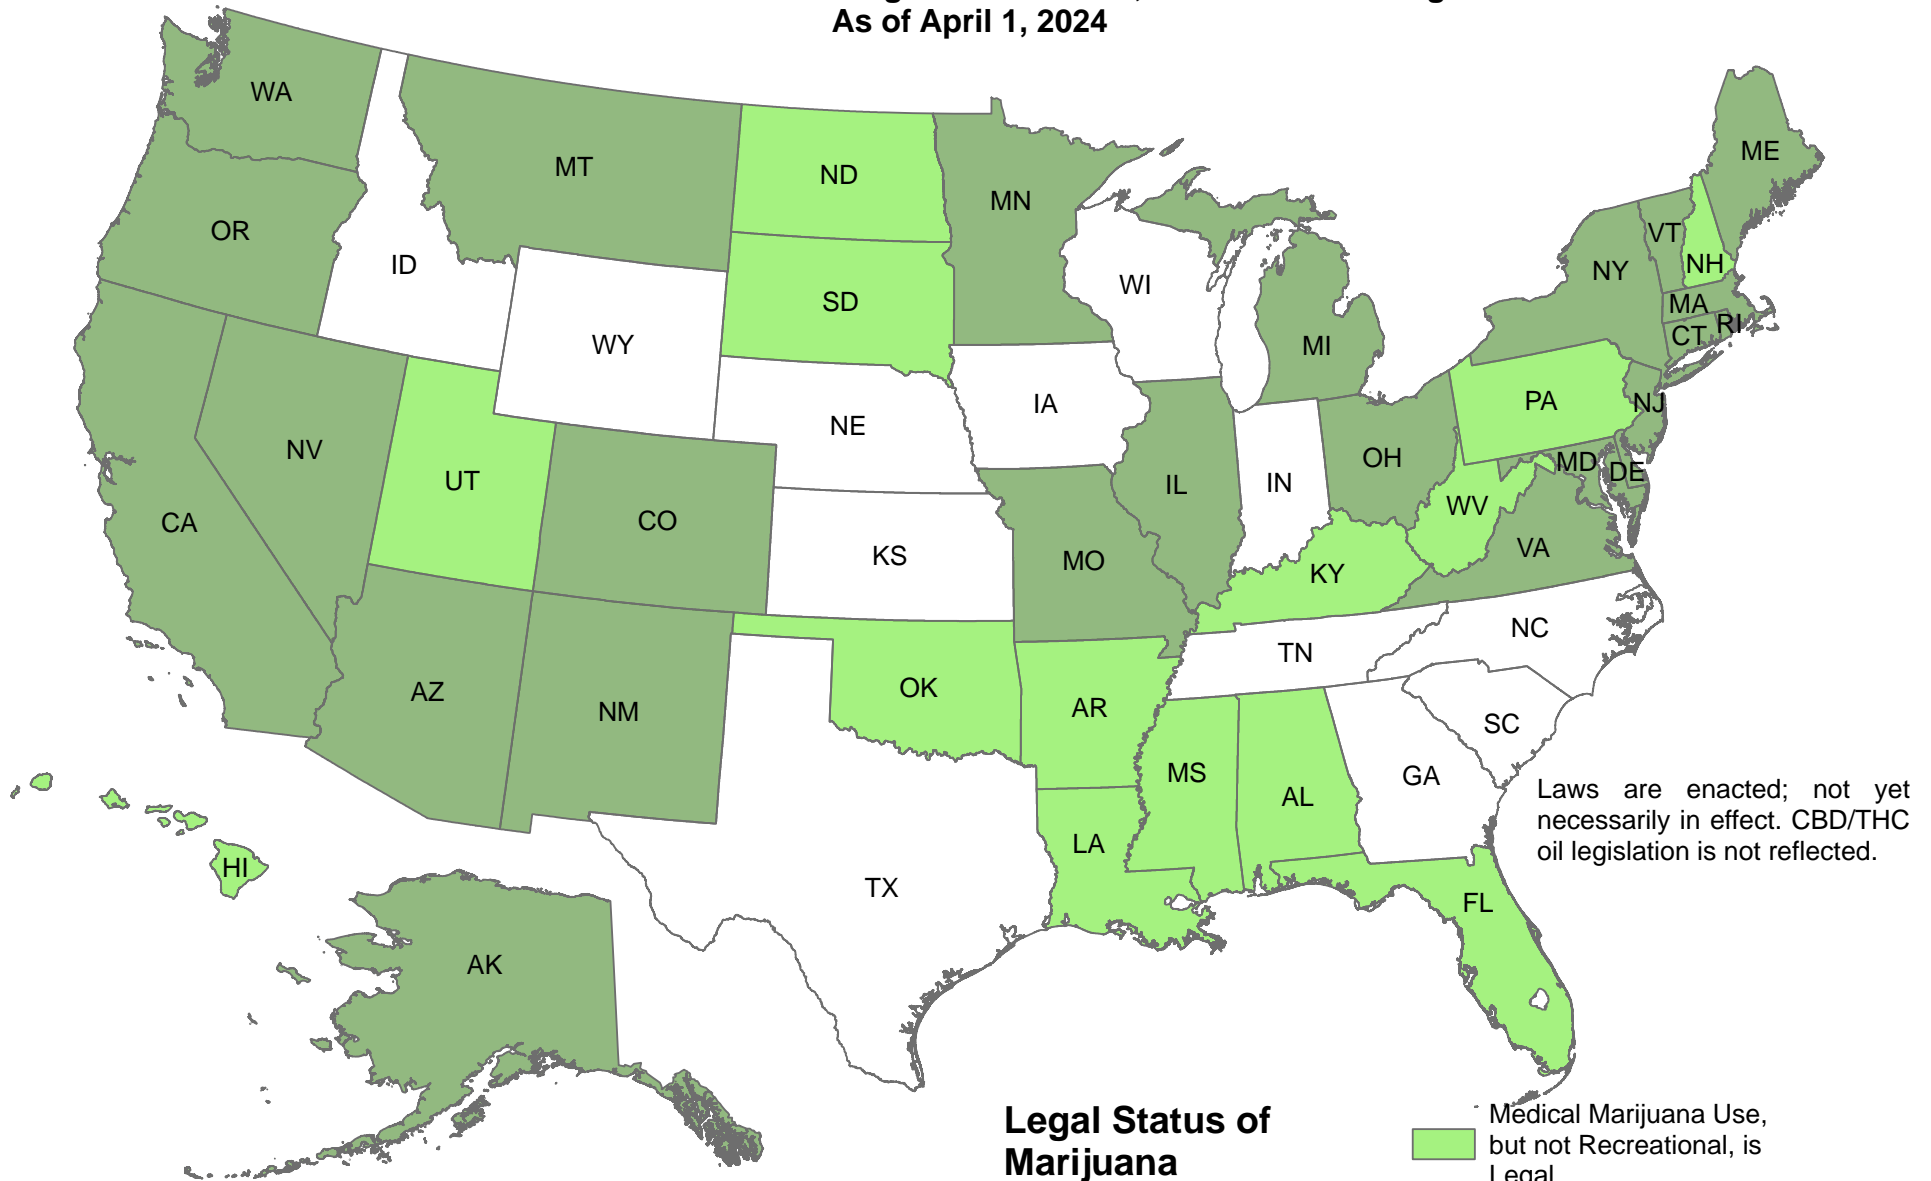 As of April 1, 2024
WA
MT
ND
MN
ME
OR
ID
SD
WI
NY
VT
NH
MA
CT
RI
WY
MI
NE
IA
PA
NJ
NV
UT
CO
IL
IN
OH
MD
DE
WV
CA
KS
MO
KY
VA
NC
TN
AZ
NM
OK
AR
SC
MS
AL
GA
Laws are enacted; not yet
necessarily in effect. CBD/THC
oil legislation is not reflected.
LA
HI
TX
FL
AK
Legal Status of
Marijuana
Medical Marijuana Use,
but not Recreational, is
Legal